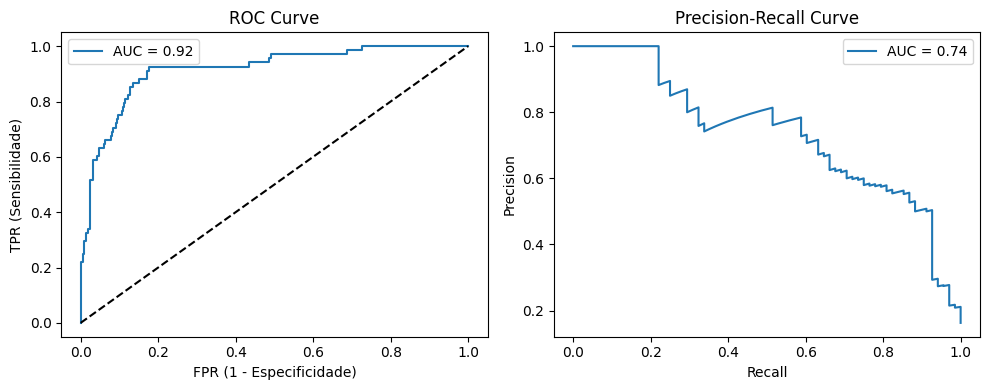 ROC Curve
AUC = 0.92
1.0
0.8
0.6
0.4
0.2
0.0
TPR (Sensibilidade)
0.0 0.2 0.4 0.6 0.8 1.0
FPR (1 - Especificidade)
Precision-Recall Curve
AUC = 0.74
1.0
0.8
0.6
0.4
0.2
Precision
0.0 0.2 0.4 0.6 0.8 1.0
Recall